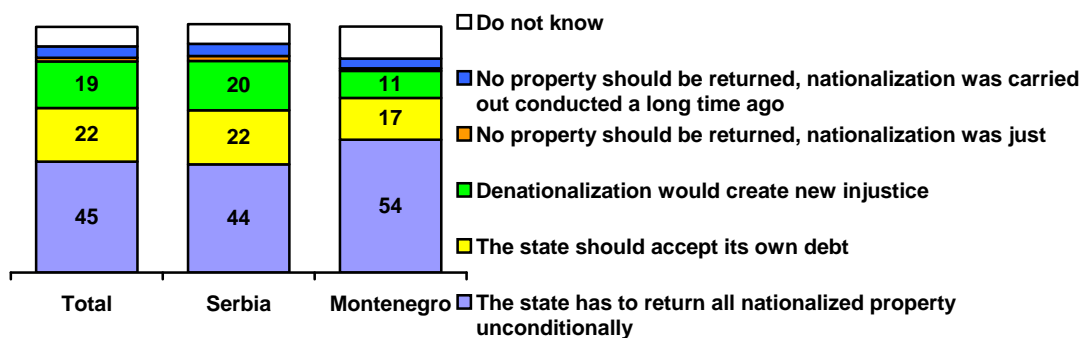 Do not know
No property should be returned, nationalization was carried
out conducted a long time ago
No property should be returned, nationalization was just
Denationalization would create new injustice
The state should accept its own debt
The state has to return all nationalized property
unconditionally
19
20
11
22
22
17
45
44
54
Total
Serbia
Montenegro